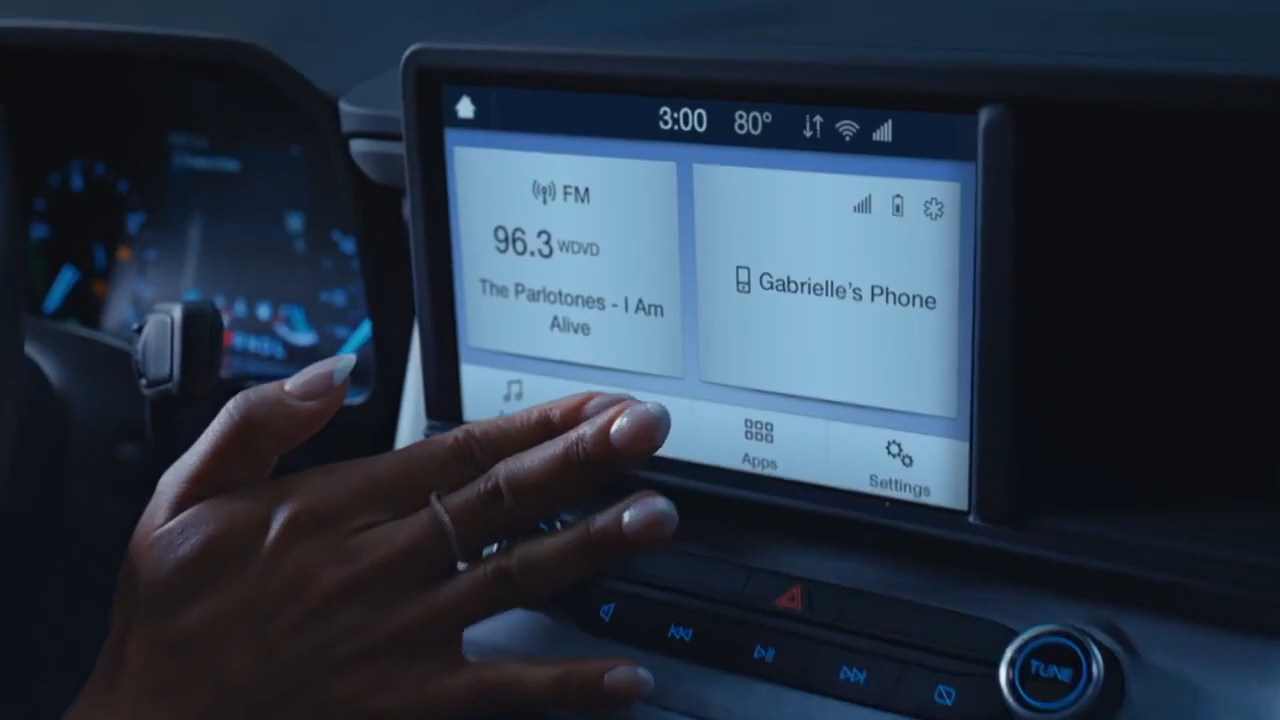 3:00 80°
FM
96.3 WDVD
The Parlotones - I Am
Alive
Gabrielle's Phone
Apps
Settings
TUNE